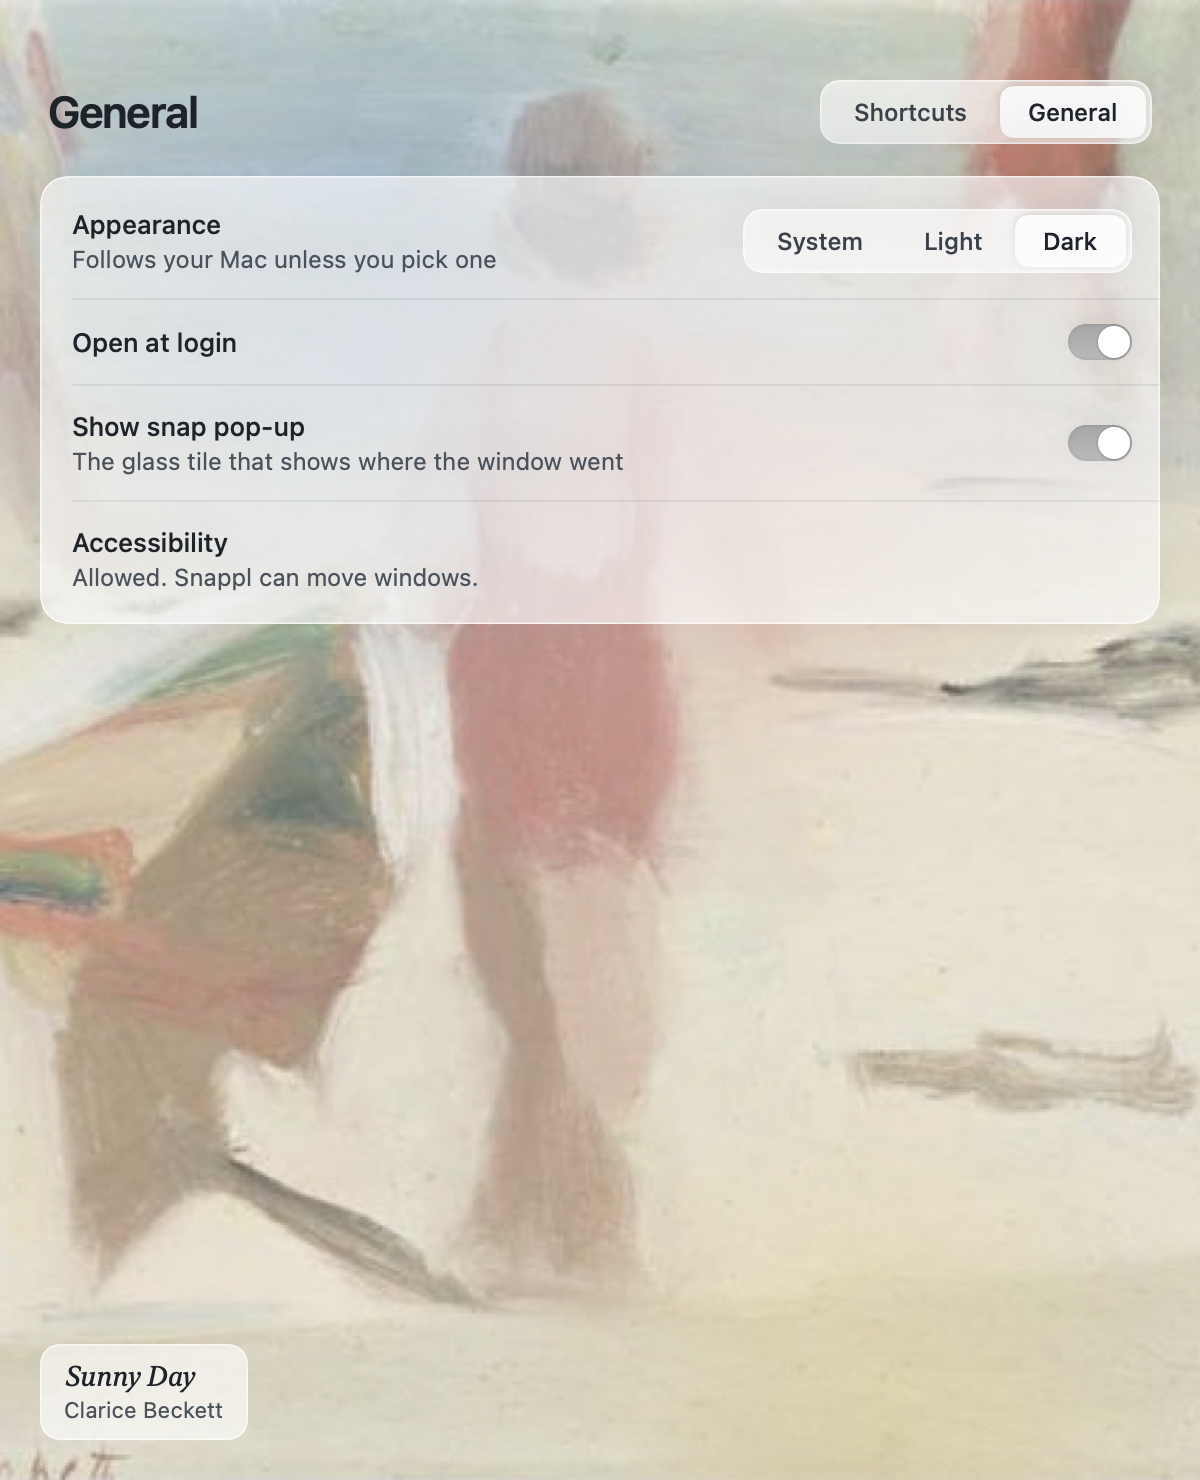 General
Shortcuts General
Appearance
Follows your Mac unless you pick one
System Light Dark
Open at login
Show snap pop-up
The glass tile that shows where the window went
Accessibility
Allowed. Snappl can move windows.
Sunny Day
Clarice Beckett